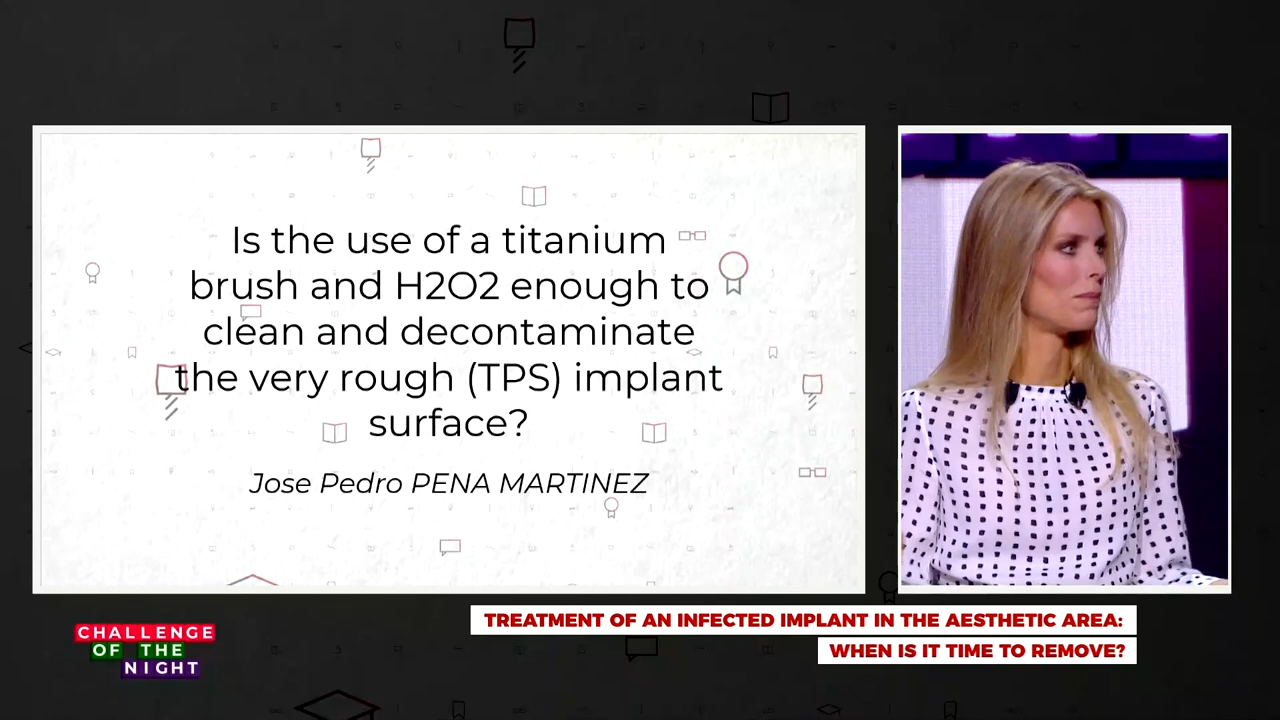 Is the use of a titanium
brush and H2O2 enough to
clean and decontaminate
the very rough (TPS) implant
surface?
Jose Pedro PENA MARTINEZ
TREATMENT OF AN INFECTED IMPLANT IN THE AESTHETIC AREA:
WHEN IS IT TIME TO REMOVE?
CHALLENGE
OF THE
NIGHT